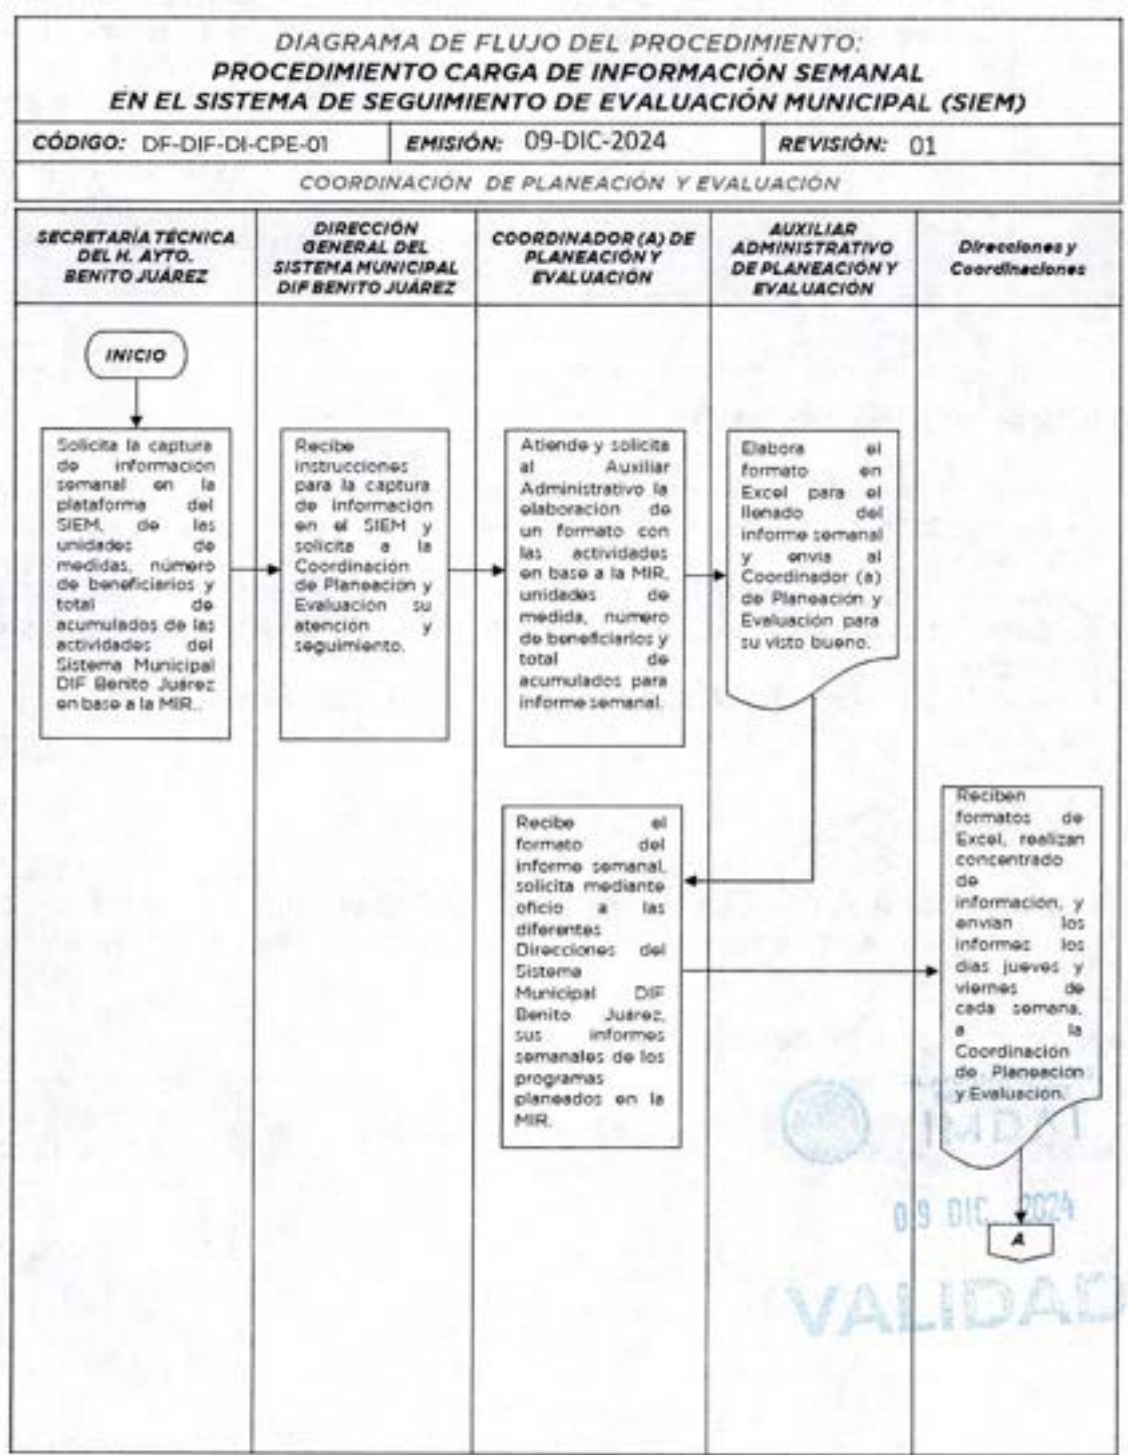 DIAGRAMA DE FLUJO DEL PROCEDIMIENTO:
PROCEDIMIENTO CARGA DE INFORMACIÓN SEMANAL
EN EL SISTEMA DE SEGUIMIENTO DE EVALUACIÓN MUNICIPAL (SIEM)
CÓDIGO: DF-DIF-DI-CPE-01
EMISIÓN: 09-DIC-2024
REVISIÓN: 01
COORDINACIÓN DE PLANEACIÓN Y EVALUACIÓN
SECRETARÍA TÉCNICA
DEL H. AYTO.
BENITO JUÁREZ
DIRECCIÓN
GENERAL DEL
SISTEMA MUNICIPAL
DIF BENITO JUÁREZ
COORDINADOR (A) DE
PLANEACIÓN Y
EVALUACIÓN
AUXILIAR
ADMINISTRATIVO
DE PLANEACIÓN Y
EVALUACIÓN
Direcciones y
Coordinaciones
INICIO
Solicita la captura
de información
semanal en la
plataforma del
SIEM, de las
unidades de
medidas, número
de beneficiarios y
total de
acumulados de las
actividades del
Sistema Municipal
DIF Benito Juárez
en base a la MIR..
Recibe
instrucciones
para la captura
de información
en el SIEM y
solicita a la
Coordinación
de Planeación y
Evaluación su
atención y
seguimiento.
Atiende y solicita
al Auxiliar
Administrativo la
elaboración de
un formato con
las actividades
en base a la MIR,
unidades de
medida, número
de beneficiarios y
total de
acumulados para
informe semanal.
Elabora el
formato en
Excel para el
llenado del
informe semanal
y envia al
Coordinador (a)
de Planeación y
Evaluación para
su visto bueno.
Recibe el
formato del
informe semanal,
solicita mediante
oficio a las
diferentes
Direcciones del
Sistema
Municipal DIF
Benito Juárez,
sus informes
semanales de los
programas
planeados en la
MIR.
Reciben
formatos de
Excel, realizan
concentrado
de
información, y
envían los
informes los
días jueves y
viernes de
cada semana,
a la
Coordinación
de Planeación
y Evaluación.
A
09 DIC. 2024
VALIDAD